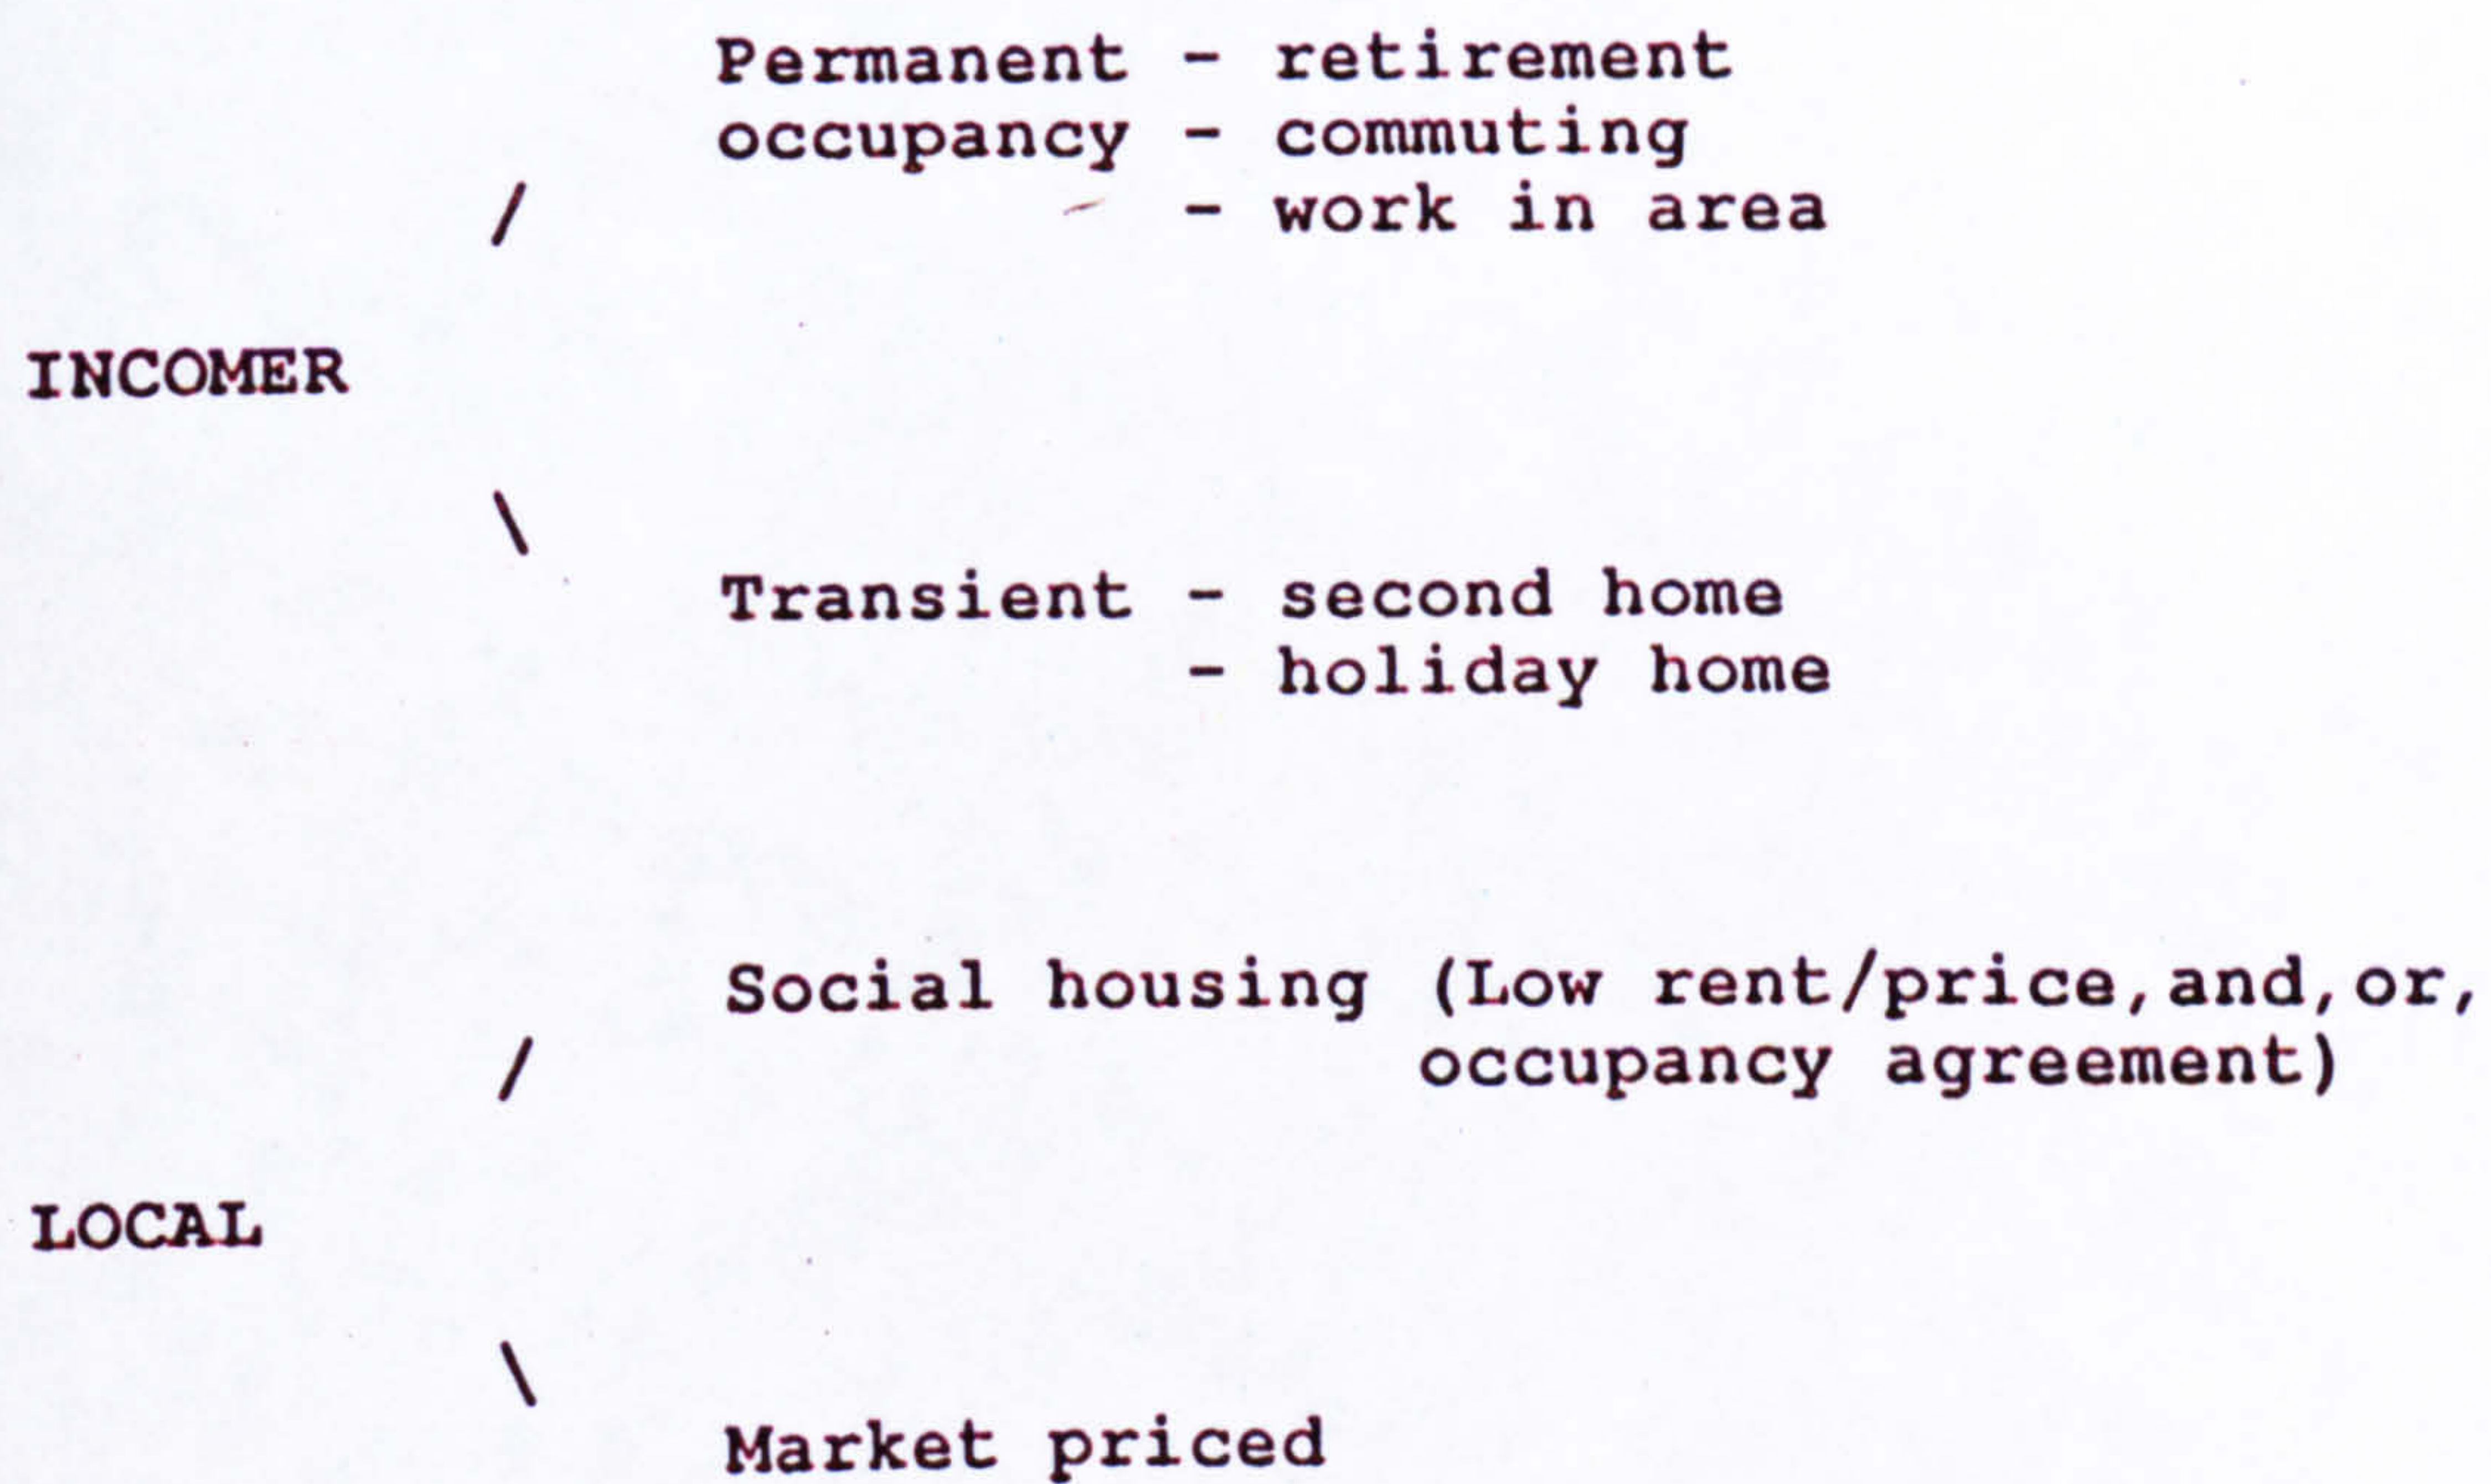 Permanent - retirement
occupancy - commuting
/ - work in area
INCOMER
\
Transient - second home
- holiday home
Social housing (Low rent/price,and,or,
/ occupancy agreement)
LOCAL
\
Market priced